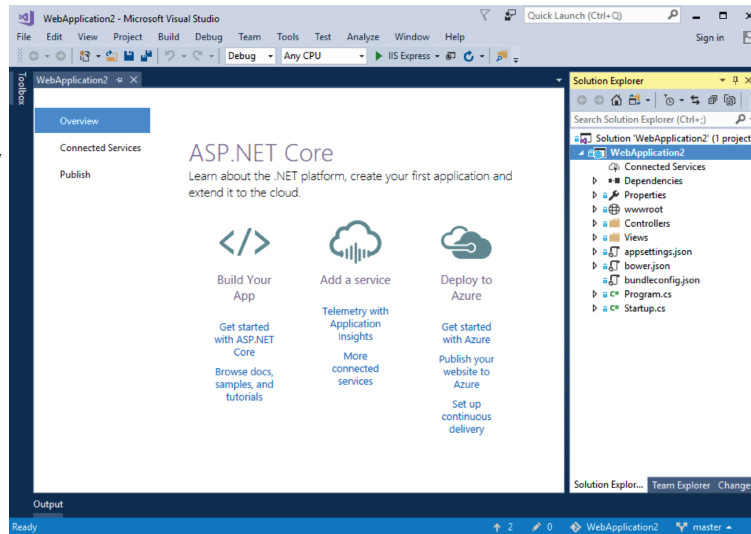 WebApplication2 - Microsoft Visual Studio
Quick Launch (Ctrl+Q)
File Edit View Project Build Debug Team Tools Test Analyze Window Help
Sign in
Debug Any CPU IIS Express
Toolbox
WebApplication2
Overview
Connected Services
Publish
ASP.NET Core
Learn about the .NET platform, create your first application and
extend it to the cloud.
Build Your
App
Get started
with ASP.NET
Core
Browse docs,
samples, and
tutorials
Add a service
Telemetry with
Application
Insights
More
connected
services
Deploy to
Azure
Get started
with Azure
Publish your
website to
Azure
Set up
continuous
delivery
Solution Explorer
Search Solution Explorer (Ctrl+;)
Solution 'WebApplication2' (1 project
WebApplication2
Connected Services
Dependencies
Properties
wwwroot
Controllers
Views
appsettings.json
bower.json
bundleconfig.json
C# Program.cs
C# Startup.cs
Solution Explor... Team Explorer Change
Output
Ready
2 0 WebApplication2 master